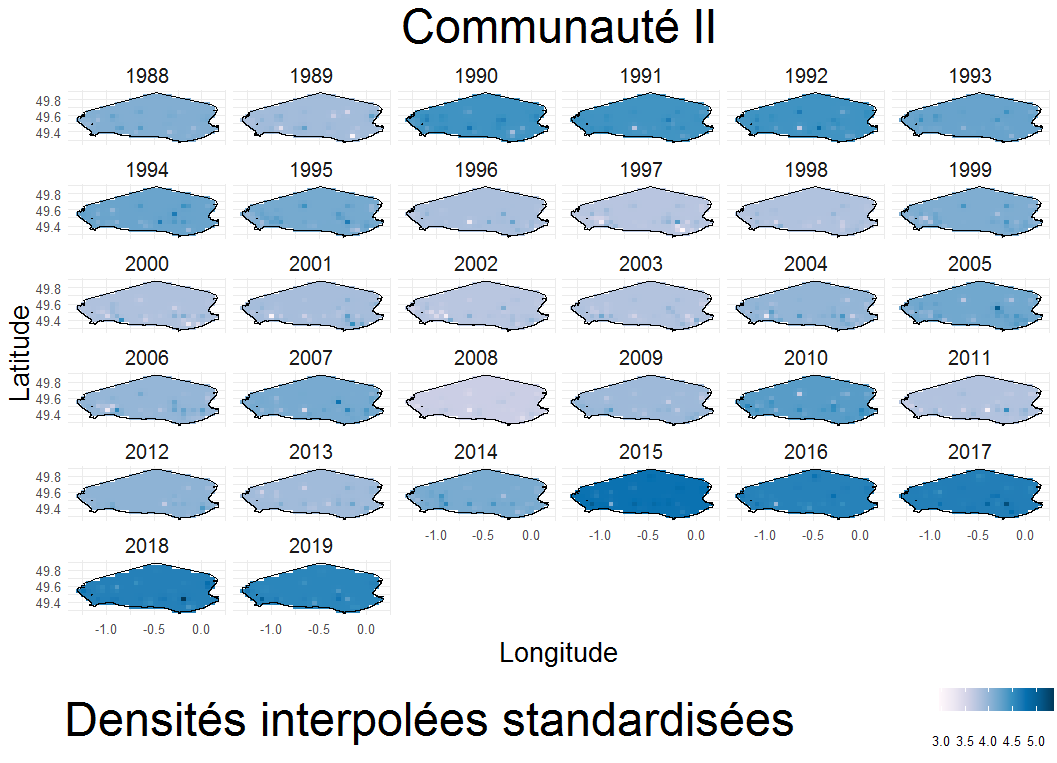 Communauté II
1988 1989 1990 1991 1992 1993
49.8
49.6
49.4
1994 1995 1996 1997 1998 1999
49.8
49.6
49.4
2000 2001 2002 2003 2004 2005
49.8
49.6
49.4
Latitude
2006 2007 2008 2009 2010 2011
49.8
49.6
49.4
2012 2013 2014 2015 2016 2017
49.8
49.6
49.4
-1.0 -0.5 0.0 -1.0 -0.5 0.0 -1.0 -0.5 0.0 -1.0 -0.5 0.0
2018 2019
49.8
49.6
49.4
-1.0 -0.5 0.0 -1.0 -0.5 0.0
Longitude
Densités interpolées standardisées
3.0 3.5 4.0 4.5 5.0